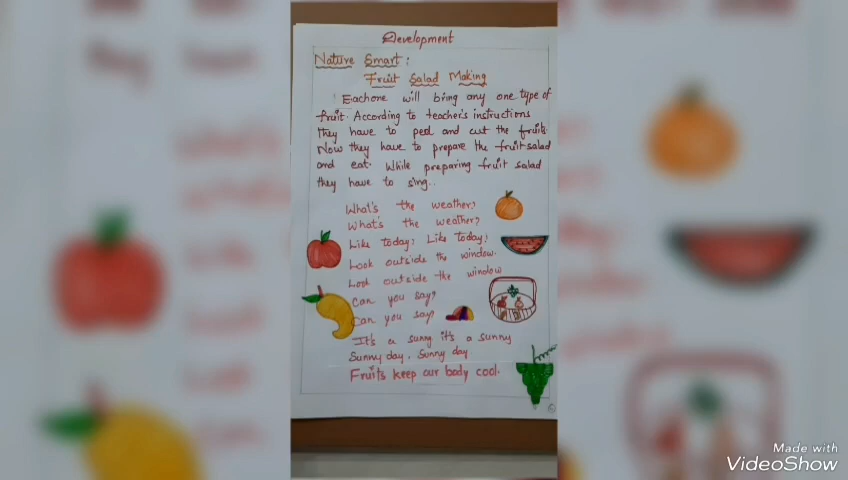 Development
Nature Smart:
Fruit Salad Making
Eachone will bring any one type of
fruit. According to teacher's instructions
they have to peel and cut the fruits.
Now they have to prepare the fruit salad
and eat. While preparing fruit salad
they have to sing..
What's the weather?
What's the weather?
Like today? Like today?
Look outside the window.
Look outside the window
Can you say?
Can you say?
It's a sunny it's a sunny
Sunny day. Sunny day
Fruits keep our body cool.
Made with
VideoShow